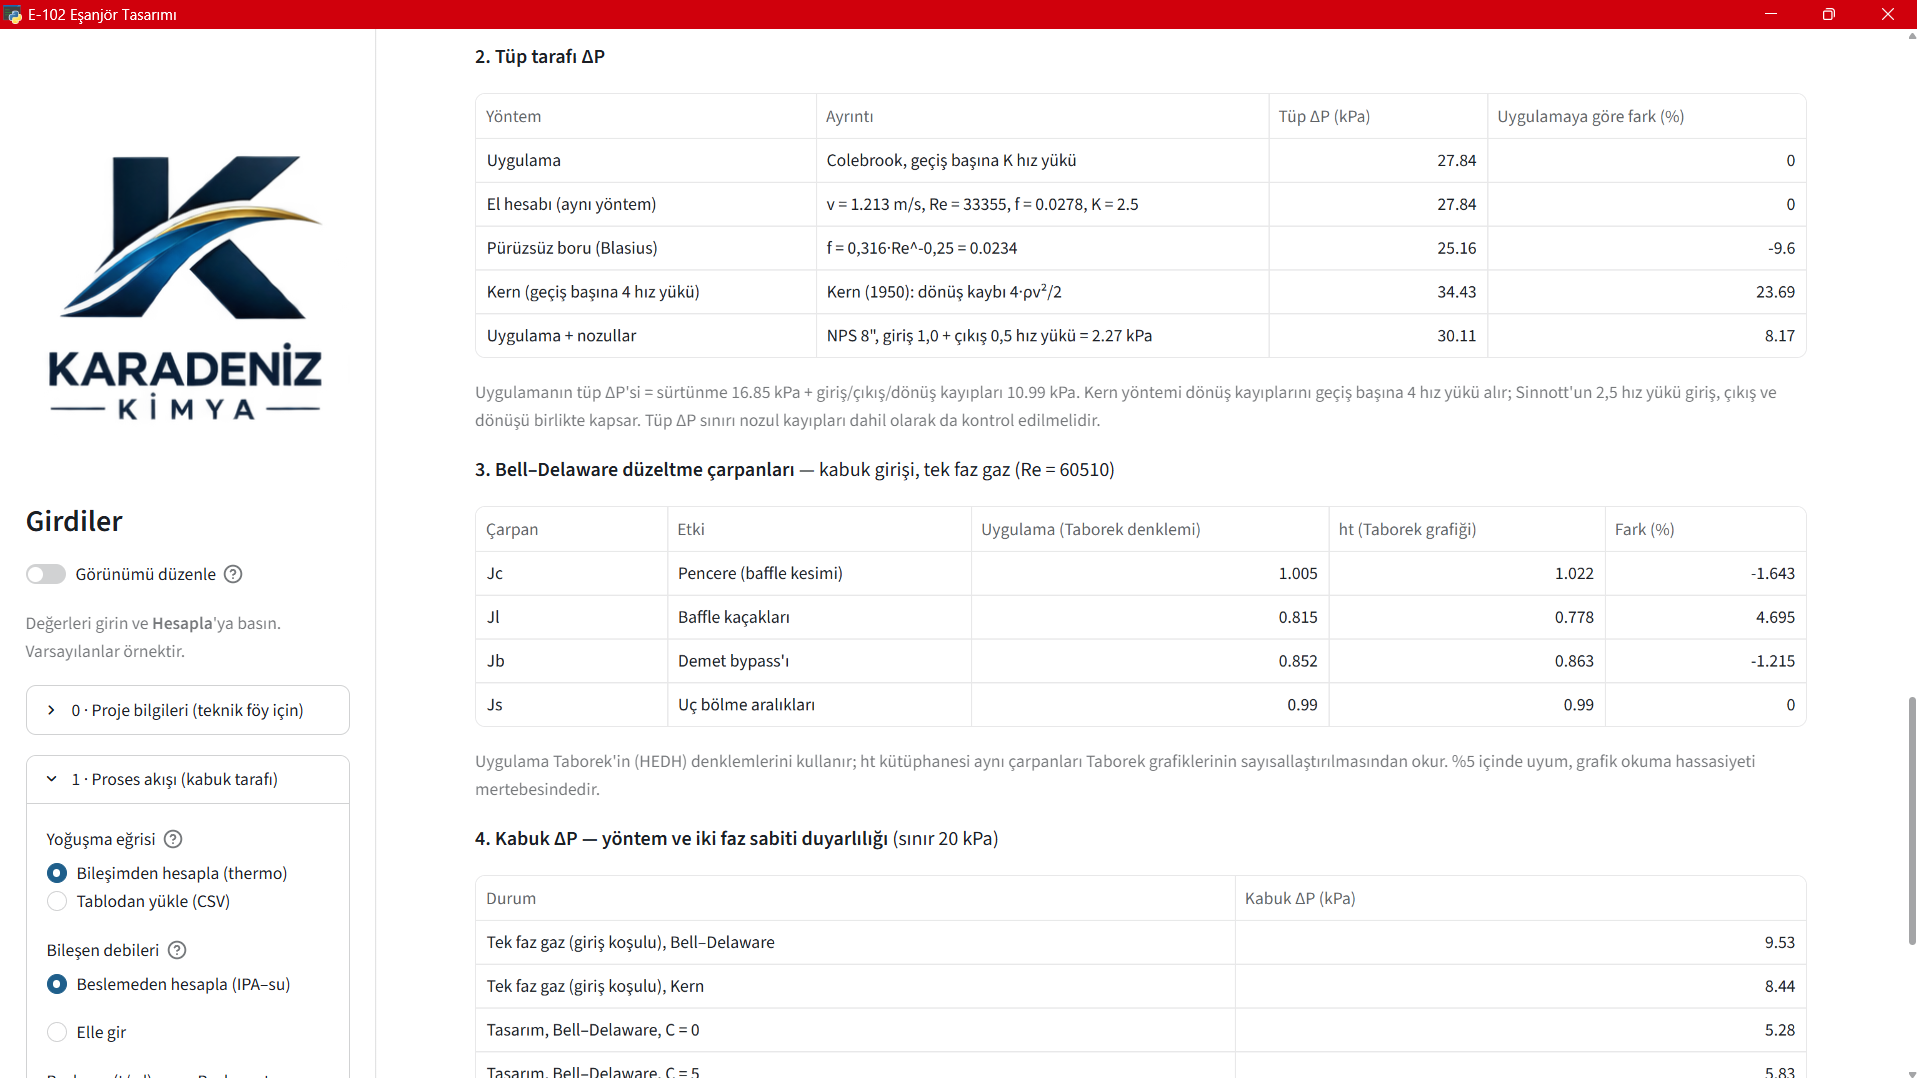 E-102 Eşanjör Tasarımı
KARADENİZ
KİMYA
Girdiler
Görünümü düzenle
Değerleri girin ve Hesapla'ya basın.
Varsayılanlar örnektir.
0 · Proje bilgileri (teknik föy için)
1 · Proses akışı (kabuk tarafı)
Yoğuşma eğrisi
Bileşimden hesapla (thermo)
Tablodan yükle (CSV)
Bileşen debileri
Beslemeden hesapla (IPA–su)
Elle gir
2. Tüp tarafı ΔP
Yöntem Ayrıntı Tüp ΔP (kPa) Uygulamaya göre fark (%)
Uygulama Colebrook, geçiş başına K hız yükü 27.84 0
El hesabı (aynı yöntem) v = 1.213 m/s, Re = 33355, f = 0.0278, K = 2.5 27.84 0
Pürüzsüz boru (Blasius) f = 0,316·Re^-0,25 = 0.0234 25.16 -9.6
Kern (geçiş başına 4 hız yükü) Kern (1950): dönüş kaybı 4·ρv²/2 34.43 23.69
Uygulama + nozullar NPS 8", giriş 1,0 + çıkış 0,5 hız yükü = 2.27 kPa 30.11 8.17
Uygulamanın tüp ΔP'si = sürtünme 16.85 kPa + giriş/çıkış/dönüş kayıpları 10.99 kPa. Kern yöntemi dönüş kayıplarını geçiş başına 4 hız yükü alır; Sinnott'un 2,5 hız yükü giriş, çıkış ve
dönüşü birlikte kapsar. Tüp ΔP sınırı nozul kayıpları dahil olarak da kontrol edilmelidir.
3. Bell–Delaware düzeltme çarpanları — kabuk girişi, tek faz gaz (Re = 60510)
Çarpan Etki Uygulama (Taborek denklemi) ht (Taborek grafiği) Fark (%)
Jc Pencere (baffle kesimi) 1.005 1.022 -1.643
Jl Baffle kaçakları 0.815 0.778 4.695
Jb Demet bypass'ı 0.852 0.863 -1.215
Js Uç bölme aralıkları 0.99 0.99 0
Uygulama Taborek'in (HEDH) denklemlerini kullanır; ht kütüphanesi aynı çarpanları Taborek grafiklerinin sayısallaştırılmasından okur. %5 içinde uyum, grafik okuma hassasiyeti
mertebesindedir.
4. Kabuk ΔP — yöntem ve iki faz sabiti duyarlılığı (sınır 20 kPa)
Durum Kabuk ΔP (kPa)
Tek faz gaz (giriş koşulu), Bell–Delaware 9.53
Tek faz gaz (giriş koşulu), Kern 8.44
Tasarım, Bell–Delaware, C = 0 5.28
Tasarım, Bell–Delaware, C = 5 5.83